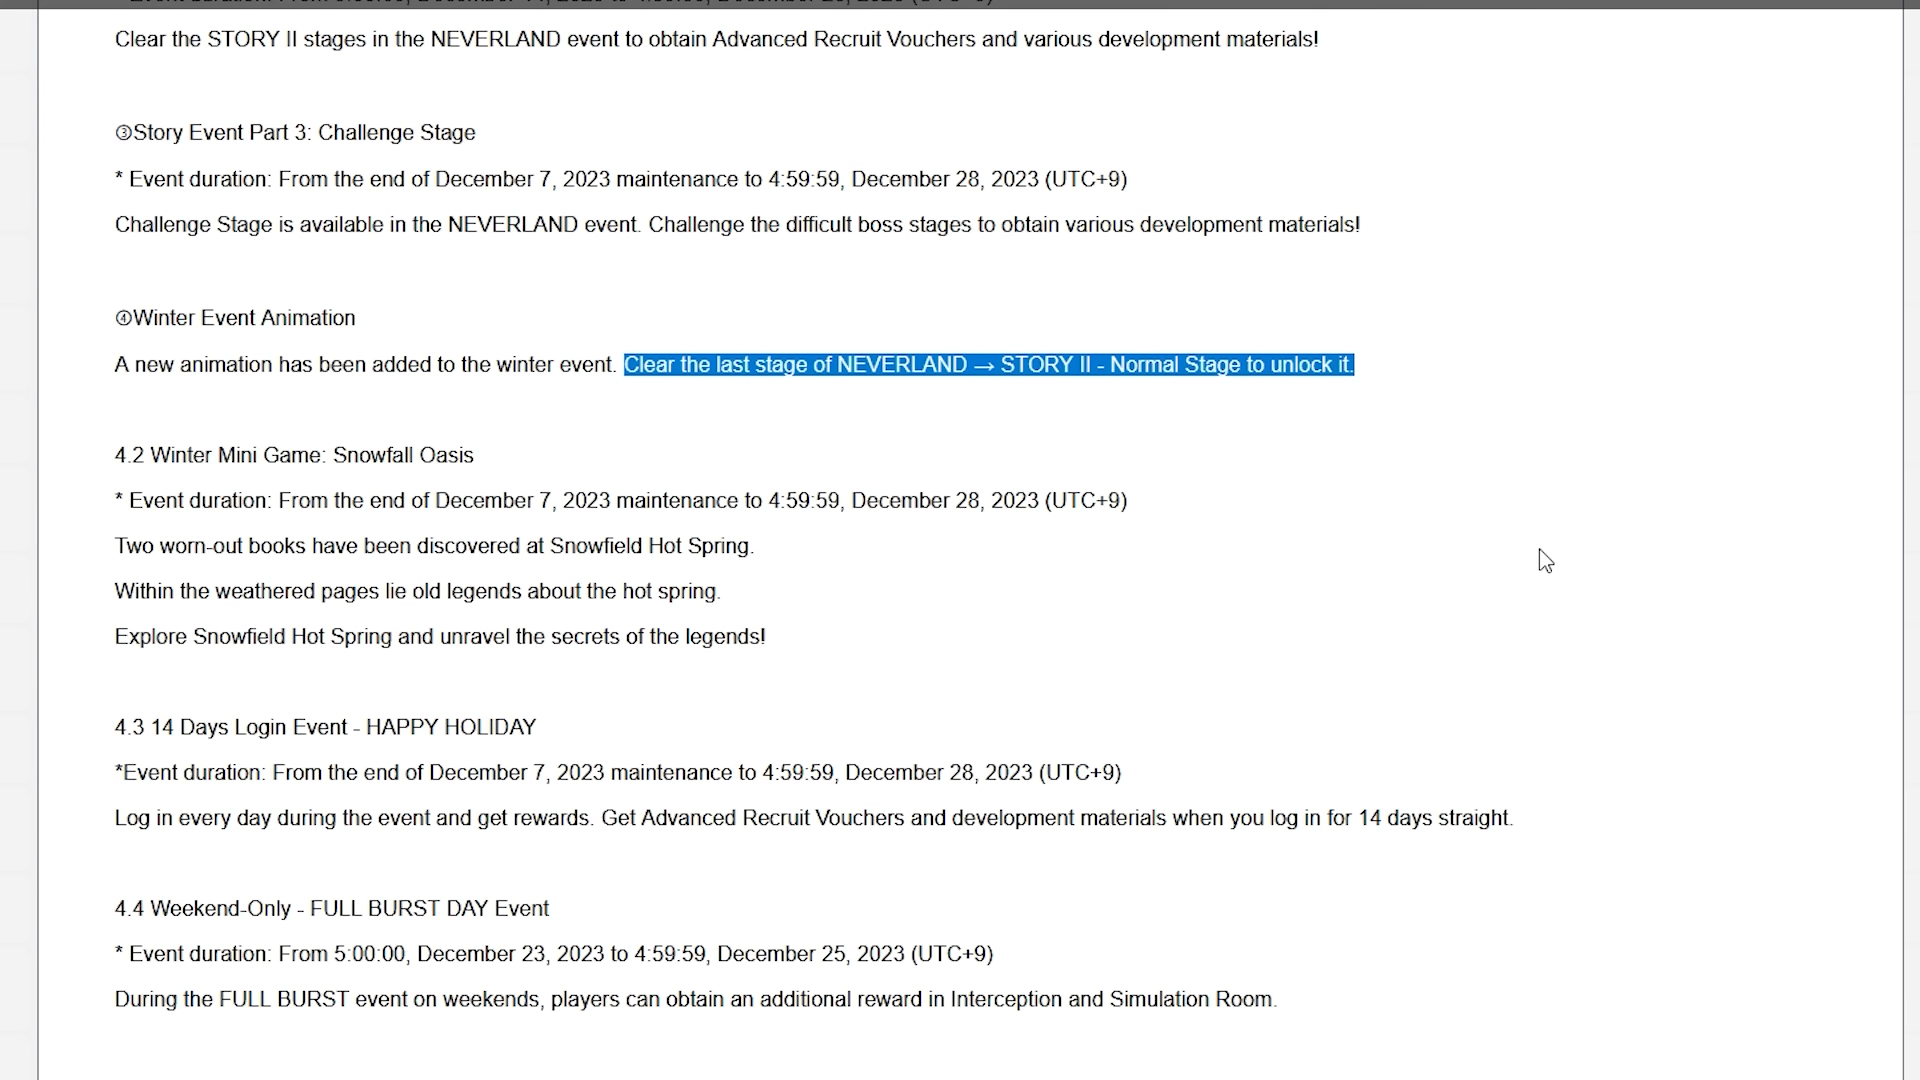 Clear the STORY II stages in the NEVERLAND event to obtain Advanced Recruit Vouchers and various development materials!
③Story Event Part 3: Challenge Stage
* Event duration: From the end of December 7, 2023 maintenance to 4:59:59, December 28, 2023 (UTC+9)
Challenge Stage is available in the NEVERLAND event. Challenge the difficult boss stages to obtain various development materials!
④Winter Event Animation
A new animation has been added to the winter event. Clear the last stage of NEVERLAND → STORY II - Normal Stage to unlock it.
4.2 Winter Mini Game: Snowfall Oasis
* Event duration: From the end of December 7, 2023 maintenance to 4:59:59, December 28, 2023 (UTC+9)
Two worn-out books have been discovered at Snowfield Hot Spring.
Within the weathered pages lie old legends about the hot spring.
Explore Snowfield Hot Spring and unravel the secrets of the legends!
4.3 14 Days Login Event - HAPPY HOLIDAY
*Event duration: From the end of December 7, 2023 maintenance to 4:59:59, December 28, 2023 (UTC+9)
Log in every day during the event and get rewards. Get Advanced Recruit Vouchers and development materials when you log in for 14 days straight.
4.4 Weekend-Only - FULL BURST DAY Event
* Event duration: From 5:00:00, December 23, 2023 to 4:59:59, December 25, 2023 (UTC+9)
During the FULL BURST event on weekends, players can obtain an additional reward in Interception and Simulation Room.